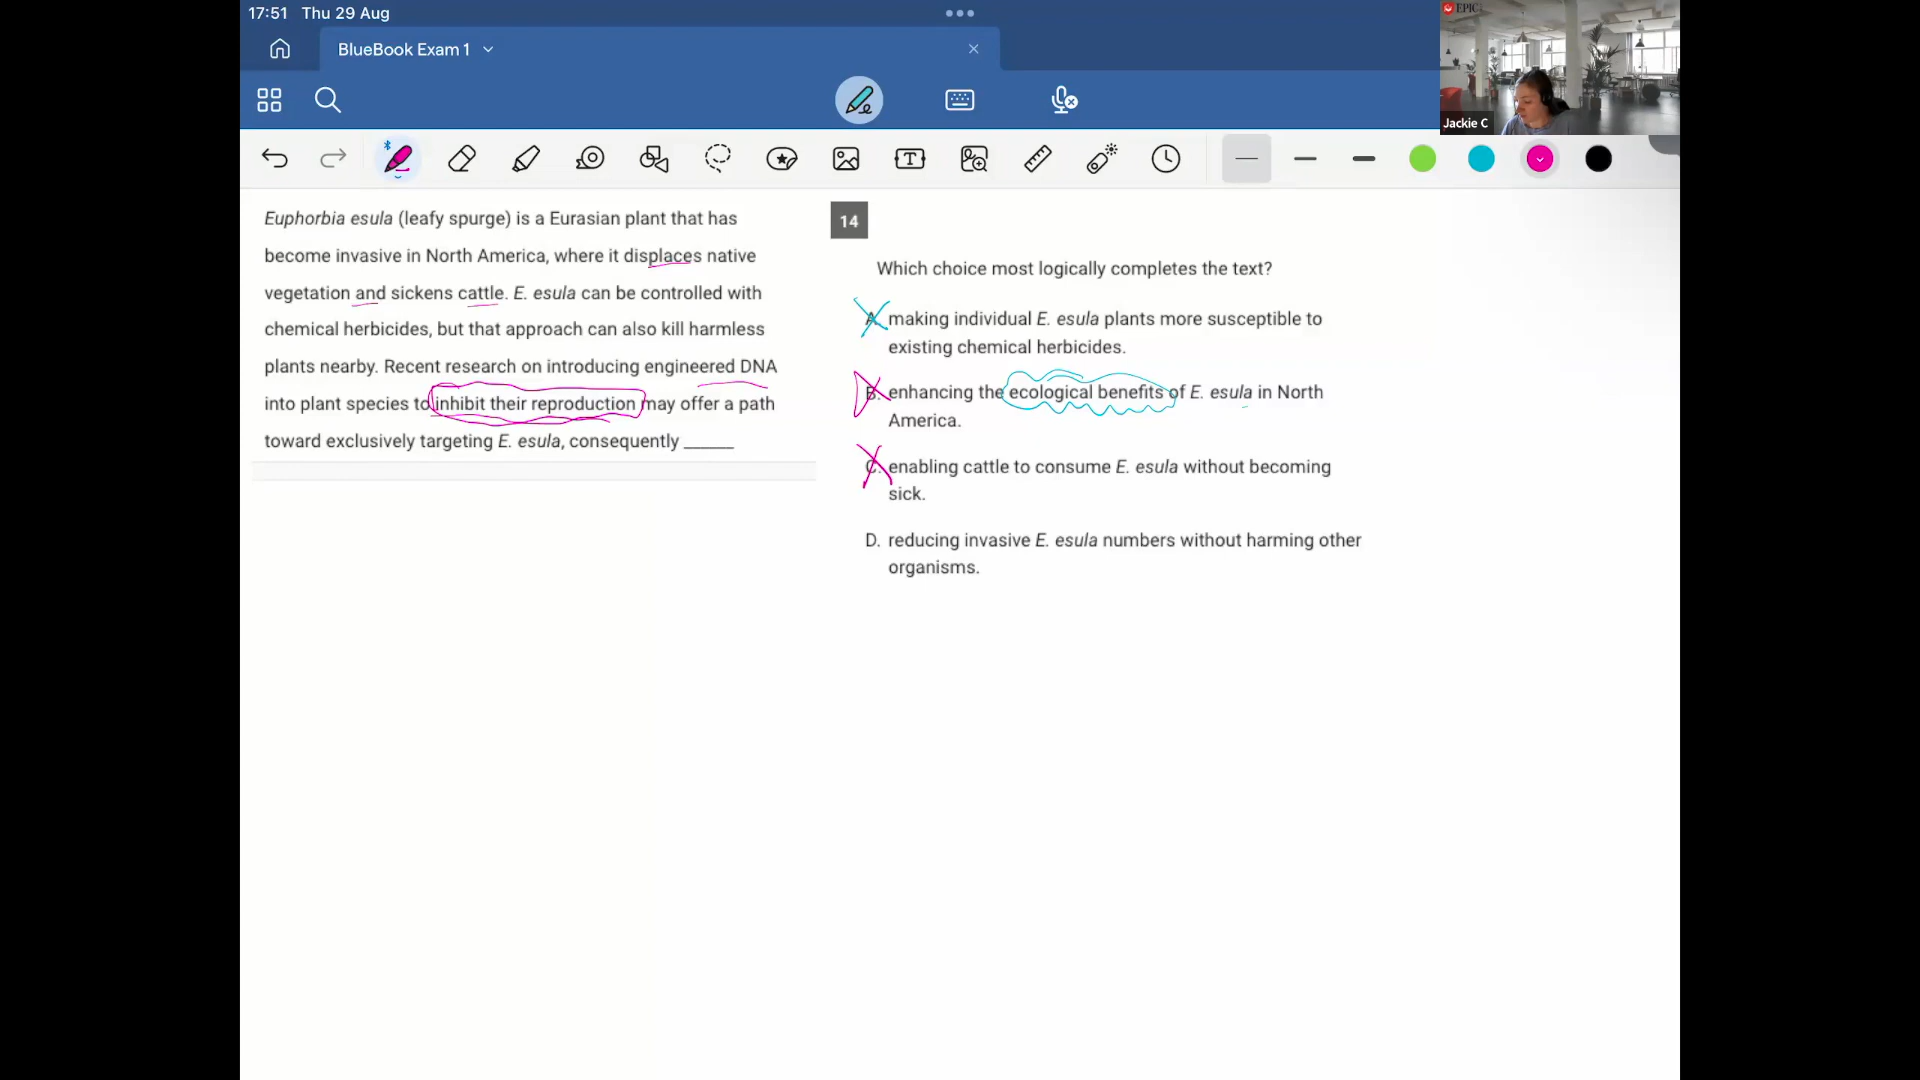 17:51 Thu 29 Aug
EPIC
BlueBook Exam 1
Jackie C
Euphorbia esula (leafy spurge) is a Eurasian plant that has
become invasive in North America, where it displaces native
vegetation and sickens cattle. E. esula can be controlled with
chemical herbicides, but that approach can also kill harmless
plants nearby. Recent research on introducing engineered DNA
into plant species to inhibit their reproduction may offer a path
toward exclusively targeting E. esula, consequently ______
14
Which choice most logically completes the text?
A. making individual E. esula plants more susceptible to
existing chemical herbicides.
B. enhancing the ecological benefits of E. esula in North
America.
C. enabling cattle to consume E. esula without becoming
sick.
D. reducing invasive E. esula numbers without harming other
organisms.